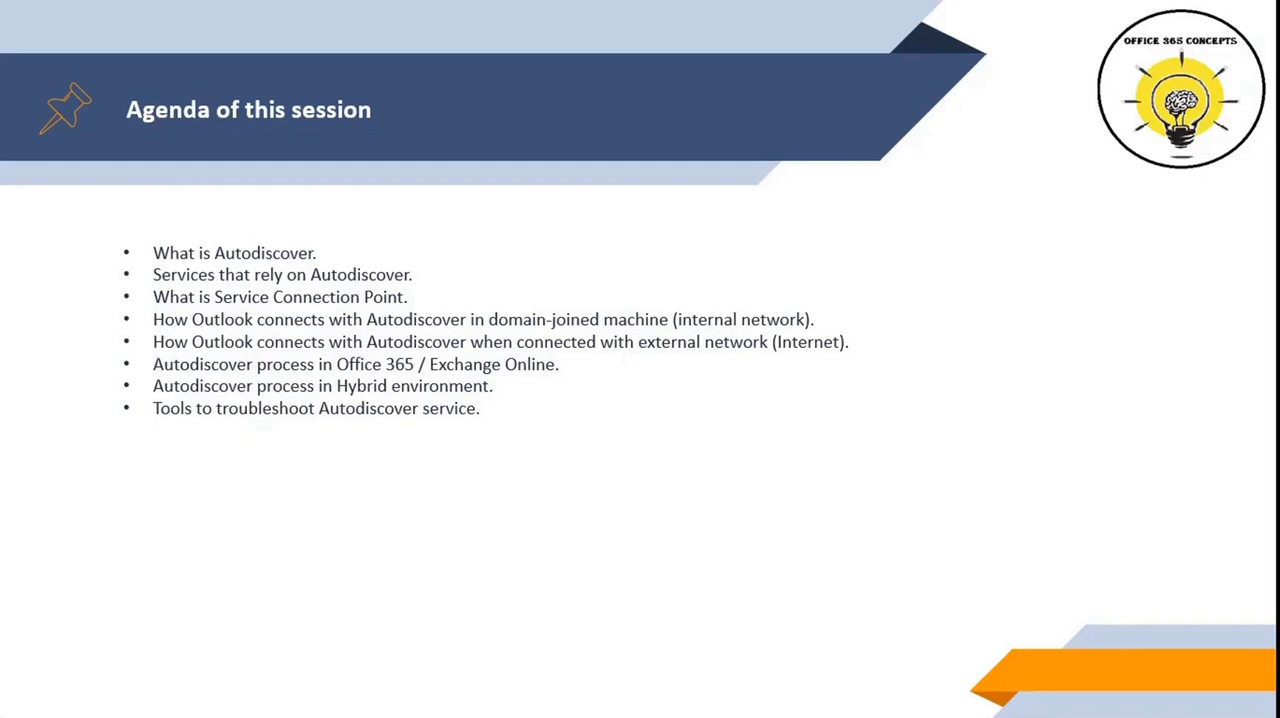 OFFICE 365 CONCEPTS
Agenda of this session
• What is Autodiscover.
• Services that rely on Autodiscover.
• What is Service Connection Point.
• How Outlook connects with Autodiscover in domain-joined machine (internal network).
• How Outlook connects with Autodiscover when connected with external network (Internet).
• Autodiscover process in Office 365 / Exchange Online.
• Autodiscover process in Hybrid environment.
• Tools to troubleshoot Autodiscover service.